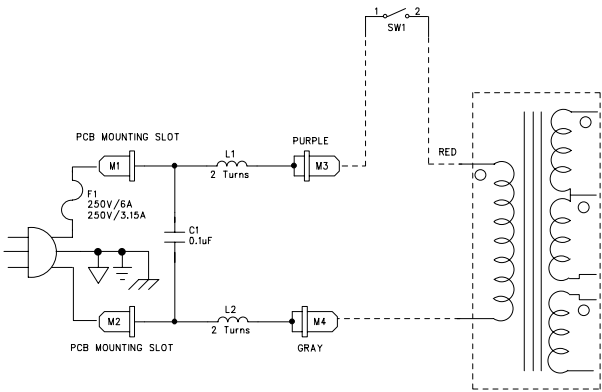 1 2
SW1
PCB MOUNTING SLOT
PURPLE
M1
L1
2 Turns
M3
RED
F1
250V/6A
250V/3.15A
C1
0.1uF
M2
L2
2 Turns
M4
PCB MOUNTING SLOT
GRAY